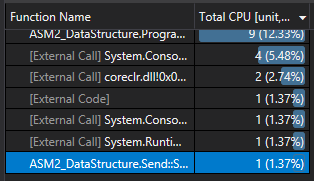 Function Name Total CPU [unit,...
ASM2_DataStructure.Progra... 9 (12.33%)
[External Call] System.Conso... 4 (5.48%)
[External Call] coreclr.dll!0x0... 2 (2.74%)
[External Code] 1 (1.37%)
[External Call] System.Conso... 1 (1.37%)
[External Call] System.Runti... 1 (1.37%)
ASM2_DataStructure.Send::S... 1 (1.37%)